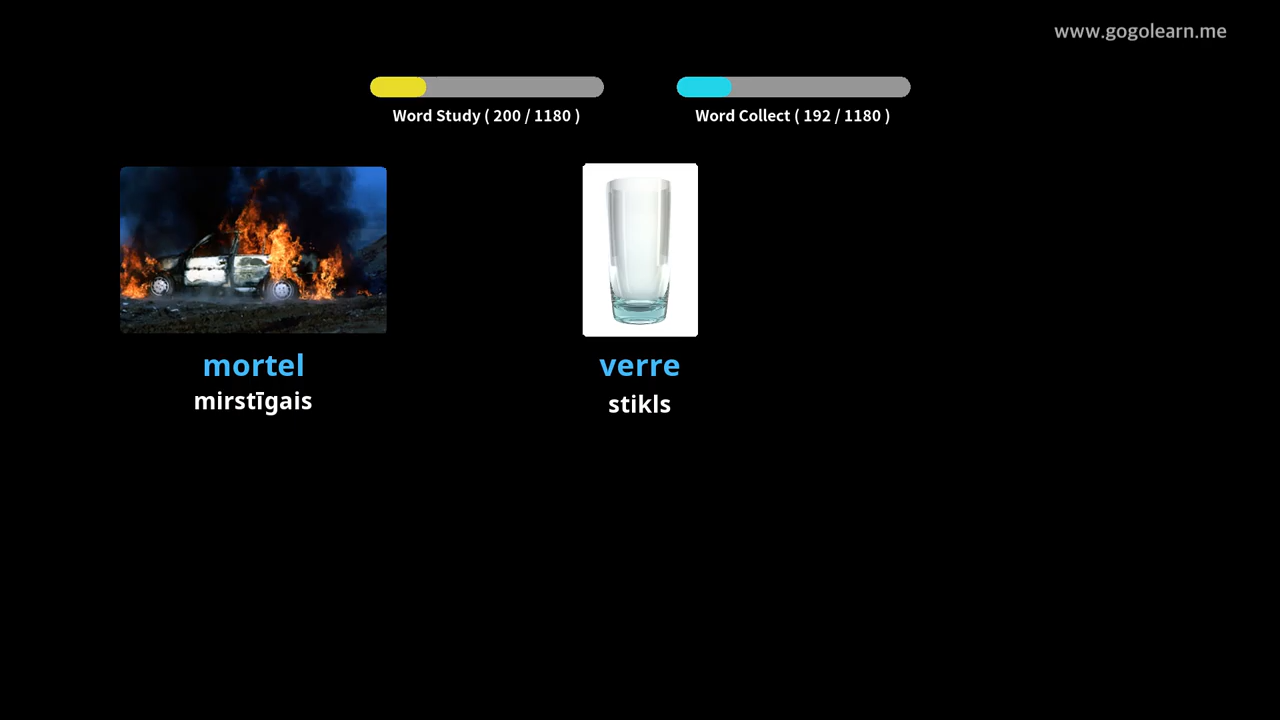 www.gogolearn.me
Word Study ( 200 / 1180 )
Word Collect ( 192 / 1180 )
mortel
mirstīgais
verre
stikls